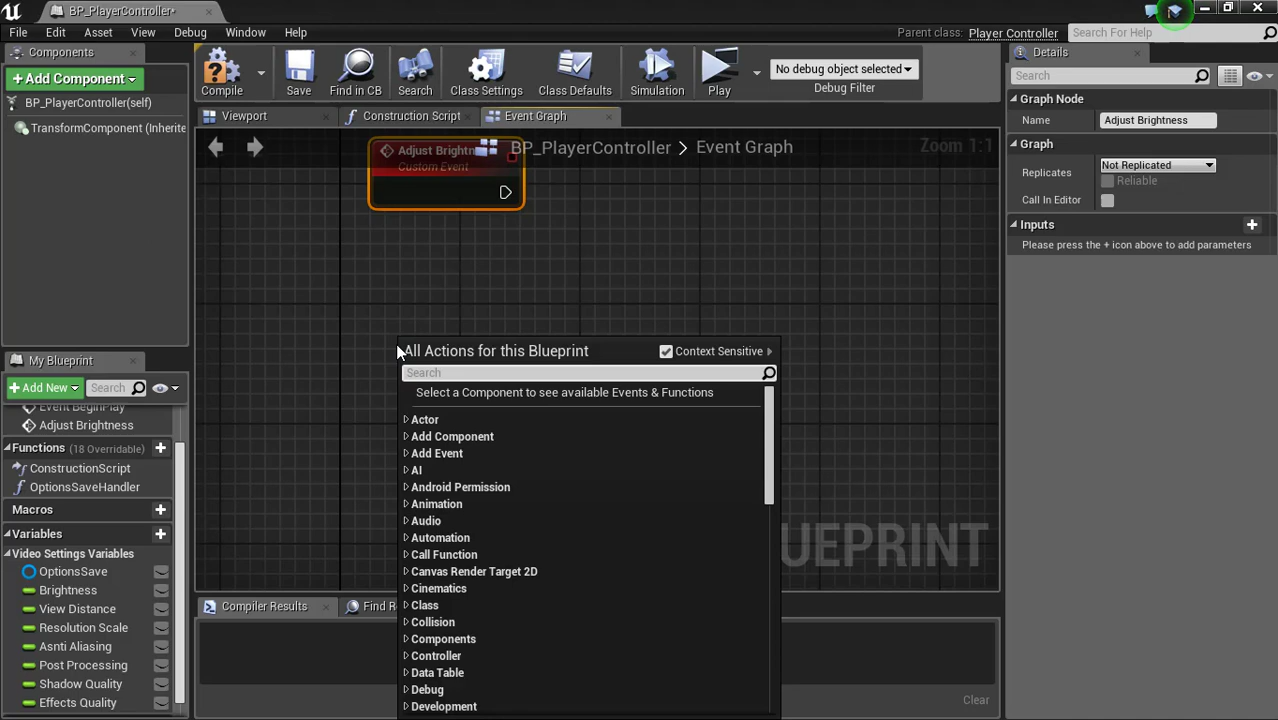 BP_PlayerController*
File Edit Asset View Debug Window Help
Parent class: Player Controller
Search For Help
Components
+Add Component
BP_PlayerController(self)
TransformComponent (Inherite
Compile
Save
Find in CB
Search
Class Settings
Class Defaults
Simulation
Play
No debug object selected
Debug Filter
Viewport
Construction Script
Event Graph
BP_PlayerController > Event Graph
Zoom 1:1
Adjust Brightn
Custom Event
All Actions for this Blueprint
Context Sensitive
Search
Select a Component to see available Events & Functions
Actor
Add Component
Add Event
AI
Android Permission
Animation
Audio
Automation
Call Function
Canvas Render Target 2D
Cinematics
Class
Collision
Components
Controller
Data Table
Debug
Development
UEPRINT
Compiler Results
Find R
Clear
My Blueprint
+Add New
Search
Event BeginPlay
Adjust Brightness
Functions (18 Overridable)
ConstructionScript
OptionsSaveHandler
Macros
Variables
Video Settings Variables
OptionsSave
Brightness
View Distance
Resolution Scale
Asnti Aliasing
Post Processing
Shadow Quality
Effects Quality
Details
Search
Graph Node
Name
Adjust Brightness
Graph
Replicates
Not Replicated
Reliable
Call In Editor
Inputs
Please press the + icon above to add parameters